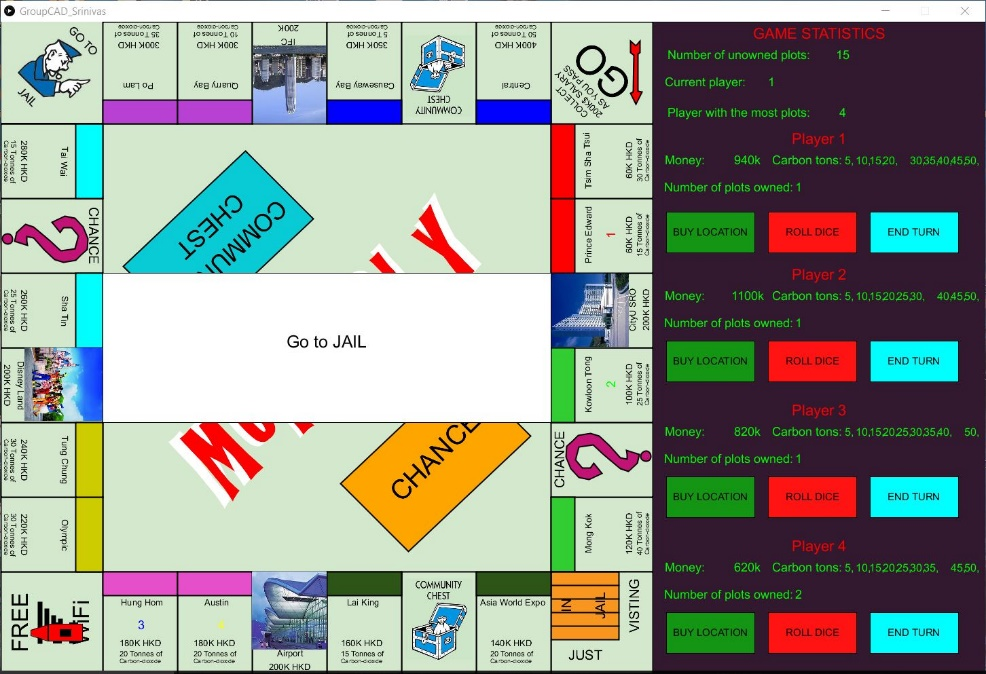 GroupCAD_Srinivas
GO TO
JAIL
Po Lam
300K HKD
35 Tonnes of
Carbon-dioxide
Quarry Bay
300K HKD
10 Tonnes of
Carbon-dioxide
IFC
200K
Causeway Bay
350K HKD
5 Tonnes of
Carbon-dioxide
COMMUNITY
CHEST
Central
400K HKD
50 Tonnes of
Carbon-dioxide
GO
COLLECT
200K$ SALARY
AS YOU PASS
Tai Wai
260K HKD
15 Tonnes of
Carbon-dioxide
CHANCE
Sha Tin
260K HKD
25 Tonnes of
Carbon-dioxide
Disney Land
200K HKD
Tung Chung
240K HKD
30 Tonnes of
Carbon-dioxide
Olympic
220K HKD
30 Tonnes of
Carbon-dioxide
COMMUN
CHEST
LY
Go to JAIL
MO
CHANCE
Tsim Sha Tsui
60K HKD
30 Tonnes of
Carbon-dioxide
Prince Edward
1
60K HKD
15 Tonnes of
Carbon-dioxide
CityU SRO
200K HKD
Kowloon Tong
2
100K HKD
25 Tonnes of
Carbon-dioxide
CHANCE
Mong Kok
120K HKD
40 Tonnes of
Carbon-dioxide
FREE
WiFi
Hung Hom
3
180K HKD
20 Tonnes of
Carbon-dioxide
Austin
4
180K HKD
20 Tonnes of
Carbon-dioxide
Airport
200K HKD
Lai King
160K HKD
15 Tonnes of
Carbon-dioxide
COMMUNITY
CHEST
Asia World Expo
140K HKD
20 Tonnes of
Carbon-dioxide
IN
JAIL
JUST
VISTING
GAME STATISTICS
Number of unowned plots: 15
Current player: 1
Player with the most plots: 4
Player 1
Money: 940k Carbon tons: 5, 10,15,20, 30,35,40,45,50,
Number of plots owned: 1
BUY LOCATION ROLL DICE END TURN
Player 2
Money: 1100k Carbon tons: 5, 10,15,20,25,30, 40,45,50,
Number of plots owned: 1
BUY LOCATION ROLL DICE END TURN
Player 3
Money: 820k Carbon tons: 5, 10,15,20,25,30,35,40, 50,
Number of plots owned: 1
BUY LOCATION ROLL DICE END TURN
Player 4
Money: 620k Carbon tons: 5, 10,15,20,25,30,35, 45,50,
Number of plots owned: 2
BUY LOCATION ROLL DICE END TURN